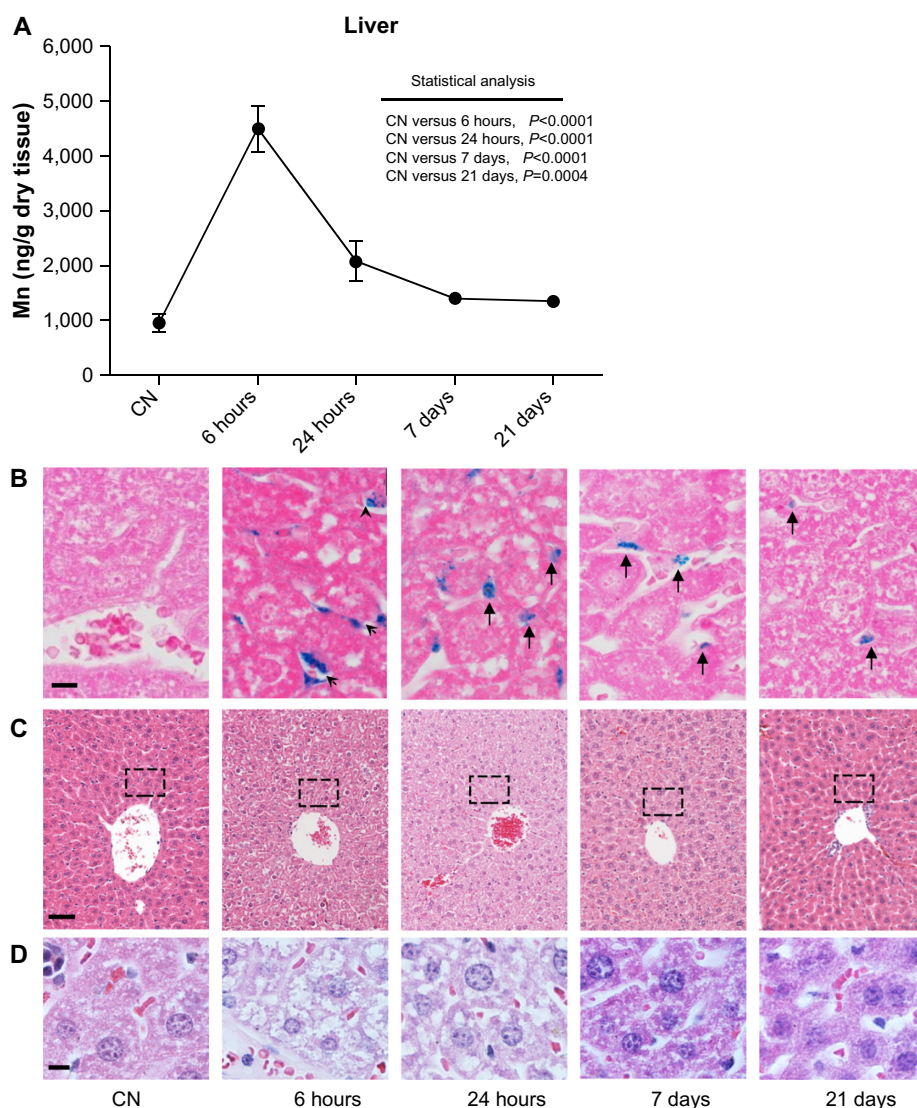 A
Liver
6,000
5,000
4,000
3,000
2,000
1,000
0
Mn (ng/g dry tissue)
Statistical analysis
CN versus 6 hours, P<0.0001
CN versus 24 hours, P<0.0001
CN versus 7 days, P<0.0001
CN versus 21 days, P=0.0004
CN
6 hours
24 hours
7 days
21 days
B
C
D
CN
6 hours
24 hours
7 days
21 days